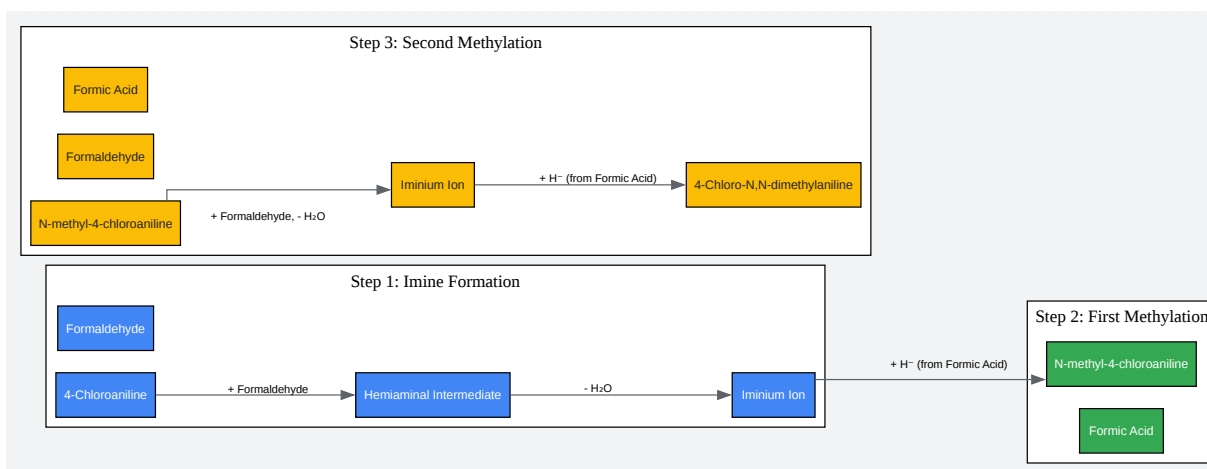 Step 3: Second Methylation
Formic Acid
Formaldehyde
Iminium Ion
+ H⁻ (from Formic Acid)
4-Chloro-N,N-dimethylaniline
N-methyl-4-chloroaniline
+ Formaldehyde, - H₂O
Step 1: Imine Formation
Formaldehyde
4-Chloroaniline
+ Formaldehyde
Hemiaminal Intermediate
- H₂O
Iminium Ion
+ H⁻ (from Formic Acid)
Step 2: First Methylation
N-methyl-4-chloroaniline
Formic Acid